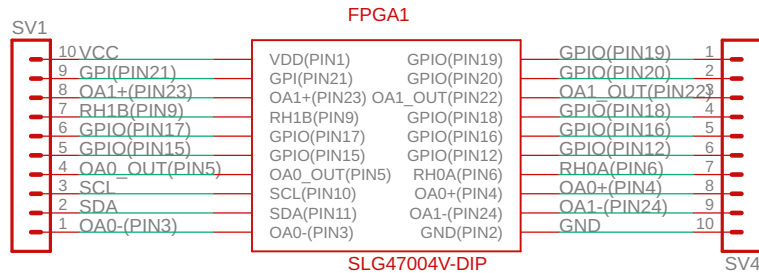 FPGA1
SV1
10 VCC VDD(PIN1) GPIO(PIN19) GPIO(PIN19) 1
9 GPI(PIN21) GPI(PIN21) GPIO(PIN20) GPIO(PIN20) 2
8 OA1+(PIN23) OA1+(PIN23) OA1_OUT(PIN22) OA1_OUT(PIN22) 3
7 RH1B(PIN9) RH1B(PIN9) GPIO(PIN18) GPIO(PIN18) 4
6 GPIO(PIN17) GPIO(PIN17) GPIO(PIN16) GPIO(PIN16) 5
5 GPIO(PIN15) GPIO(PIN15) GPIO(PIN12) GPIO(PIN12) 6
4 OA0_OUT(PIN5) OA0_OUT(PIN5) RH0A(PIN6) RH0A(PIN6) 7
3 SCL SCL(PIN10) OA0+(PIN4) OA0+(PIN4) 8
2 SDA SDA(PIN11) OA1-(PIN24) OA1-(PIN24) 9
1 OA0-(PIN3) OA0-(PIN3) GND(PIN2) GND 10
SLG47004V-DIP
SV4